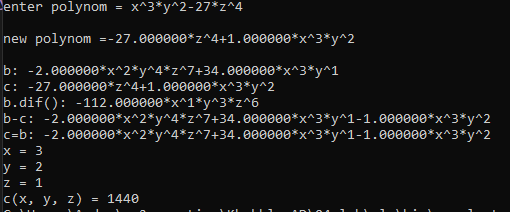 enter polynom = x^3*y^2-27*z^4
new polynom =-27.000000*z^4+1.000000*x^3*y^2
b: -2.000000*x^2*y^4*z^7+34.000000*x^3*y^1
c: -27.000000*z^4+1.000000*x^3*y^2
b.dif(): -112.000000*x^1*y^3*z^6
b-c: -2.000000*x^2*y^4*z^7+34.000000*x^3*y^1-1.000000*x^3*y^2
c=b: -2.000000*x^2*y^4*z^7+34.000000*x^3*y^1-1.000000*x^3*y^2
x = 3
y = 2
z = 1
c(x, y, z) = 1440